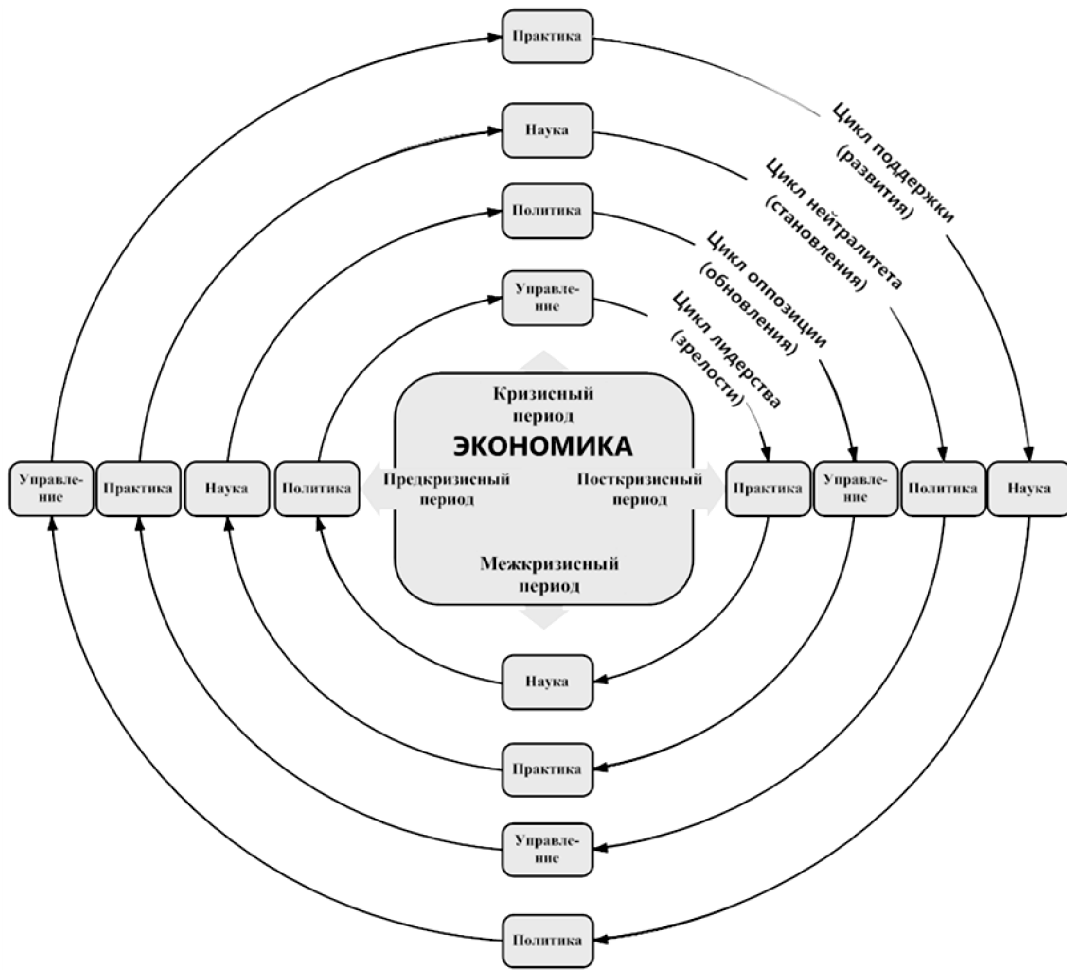 Практика
Цикл поддержки
(развития)
Наука
Цикл нейтралитета
(становления)
Политика
Цикл оппозиции
(обновления)
Управле-
ние
Цикл лидерства
(зрелости)
Кризисный
период
ЭКОНОМИКА
Управле-
ние
Практика
Наука
Политика
Предкризисный
период
Посткризисный
период
Практика
Управле-
ние
Политика
Наука
Межкризисный
период
Наука
Практика
Управле-
ние
Политика